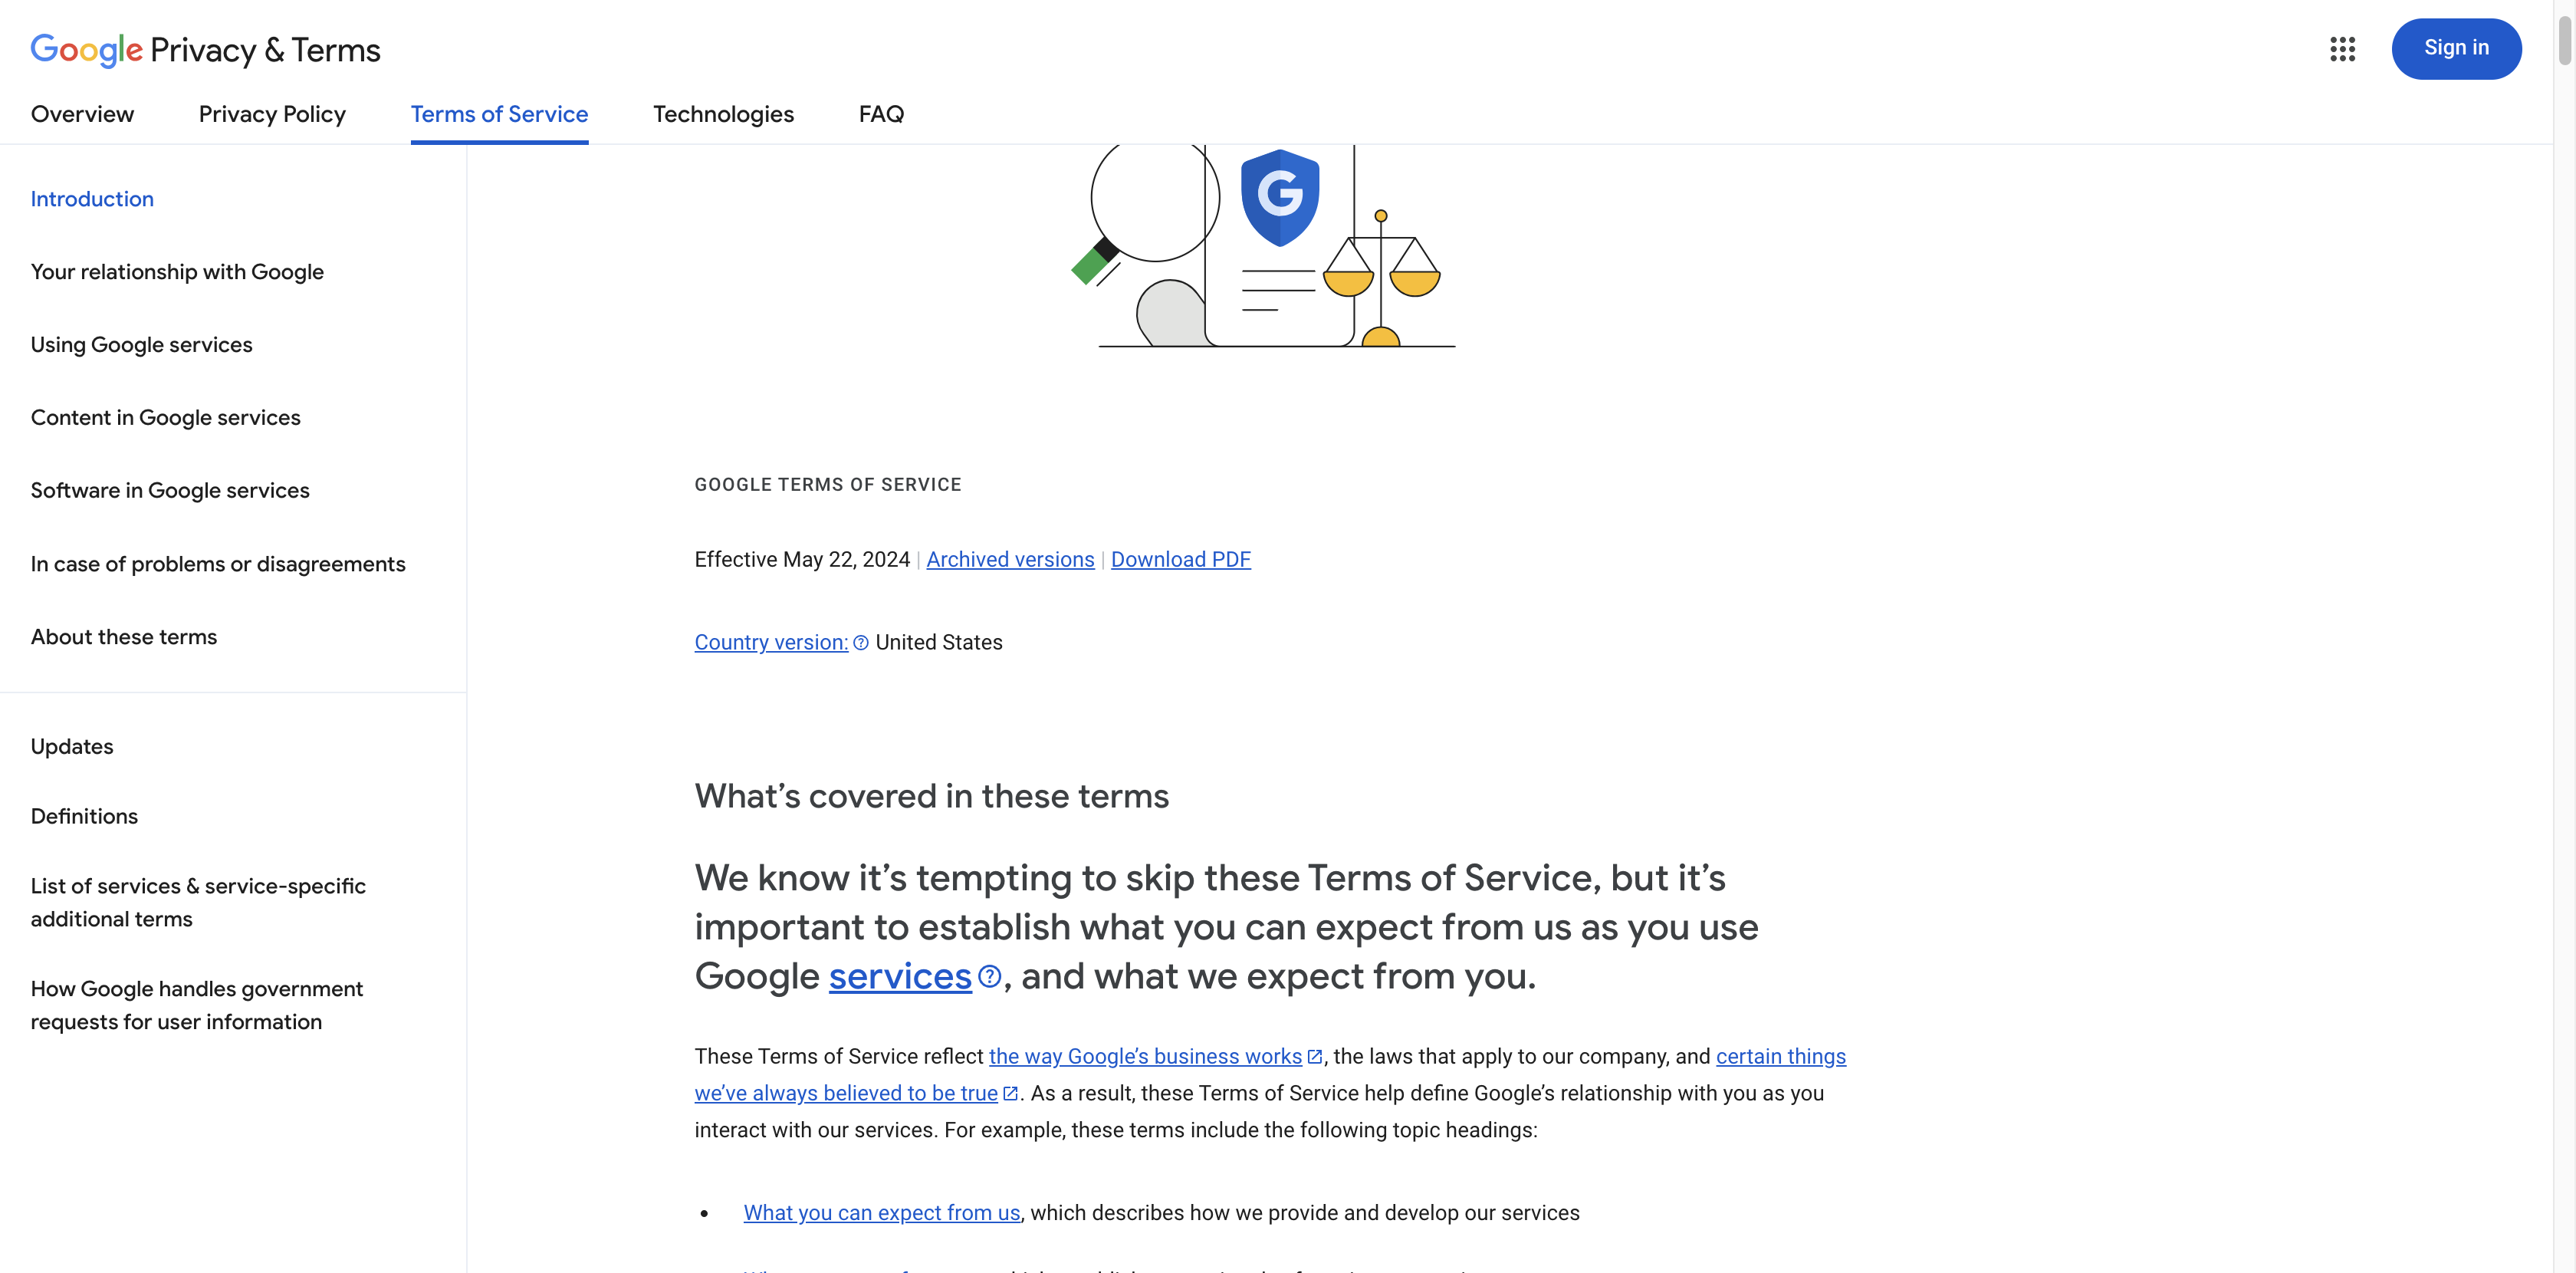 Google Privacy & Terms
Sign in
Overview
Privacy Policy
Terms of Service
Technologies
FAQ
Introduction
Your relationship with Google
Using Google services
Content in Google services
Software in Google services
In case of problems or disagreements
About these terms
Updates
Definitions
List of services & service-specific
additional terms
How Google handles government
requests for user information
G
GOOGLE TERMS OF SERVICE
Effective May 22, 2024 | Archived versions | Download PDF
Country version: United States
What’s covered in these terms
We know it’s tempting to skip these Terms of Service, but it’s
important to establish what you can expect from us as you use
Google services, and what we expect from you.
These Terms of Service reflect the way Google’s business works, the laws that apply to our company, and certain things
we’ve always believed to be true. As a result, these Terms of Service help define Google’s relationship with you as you
interact with our services. For example, these terms include the following topic headings:
• What you can expect from us, which describes how we provide and develop our services